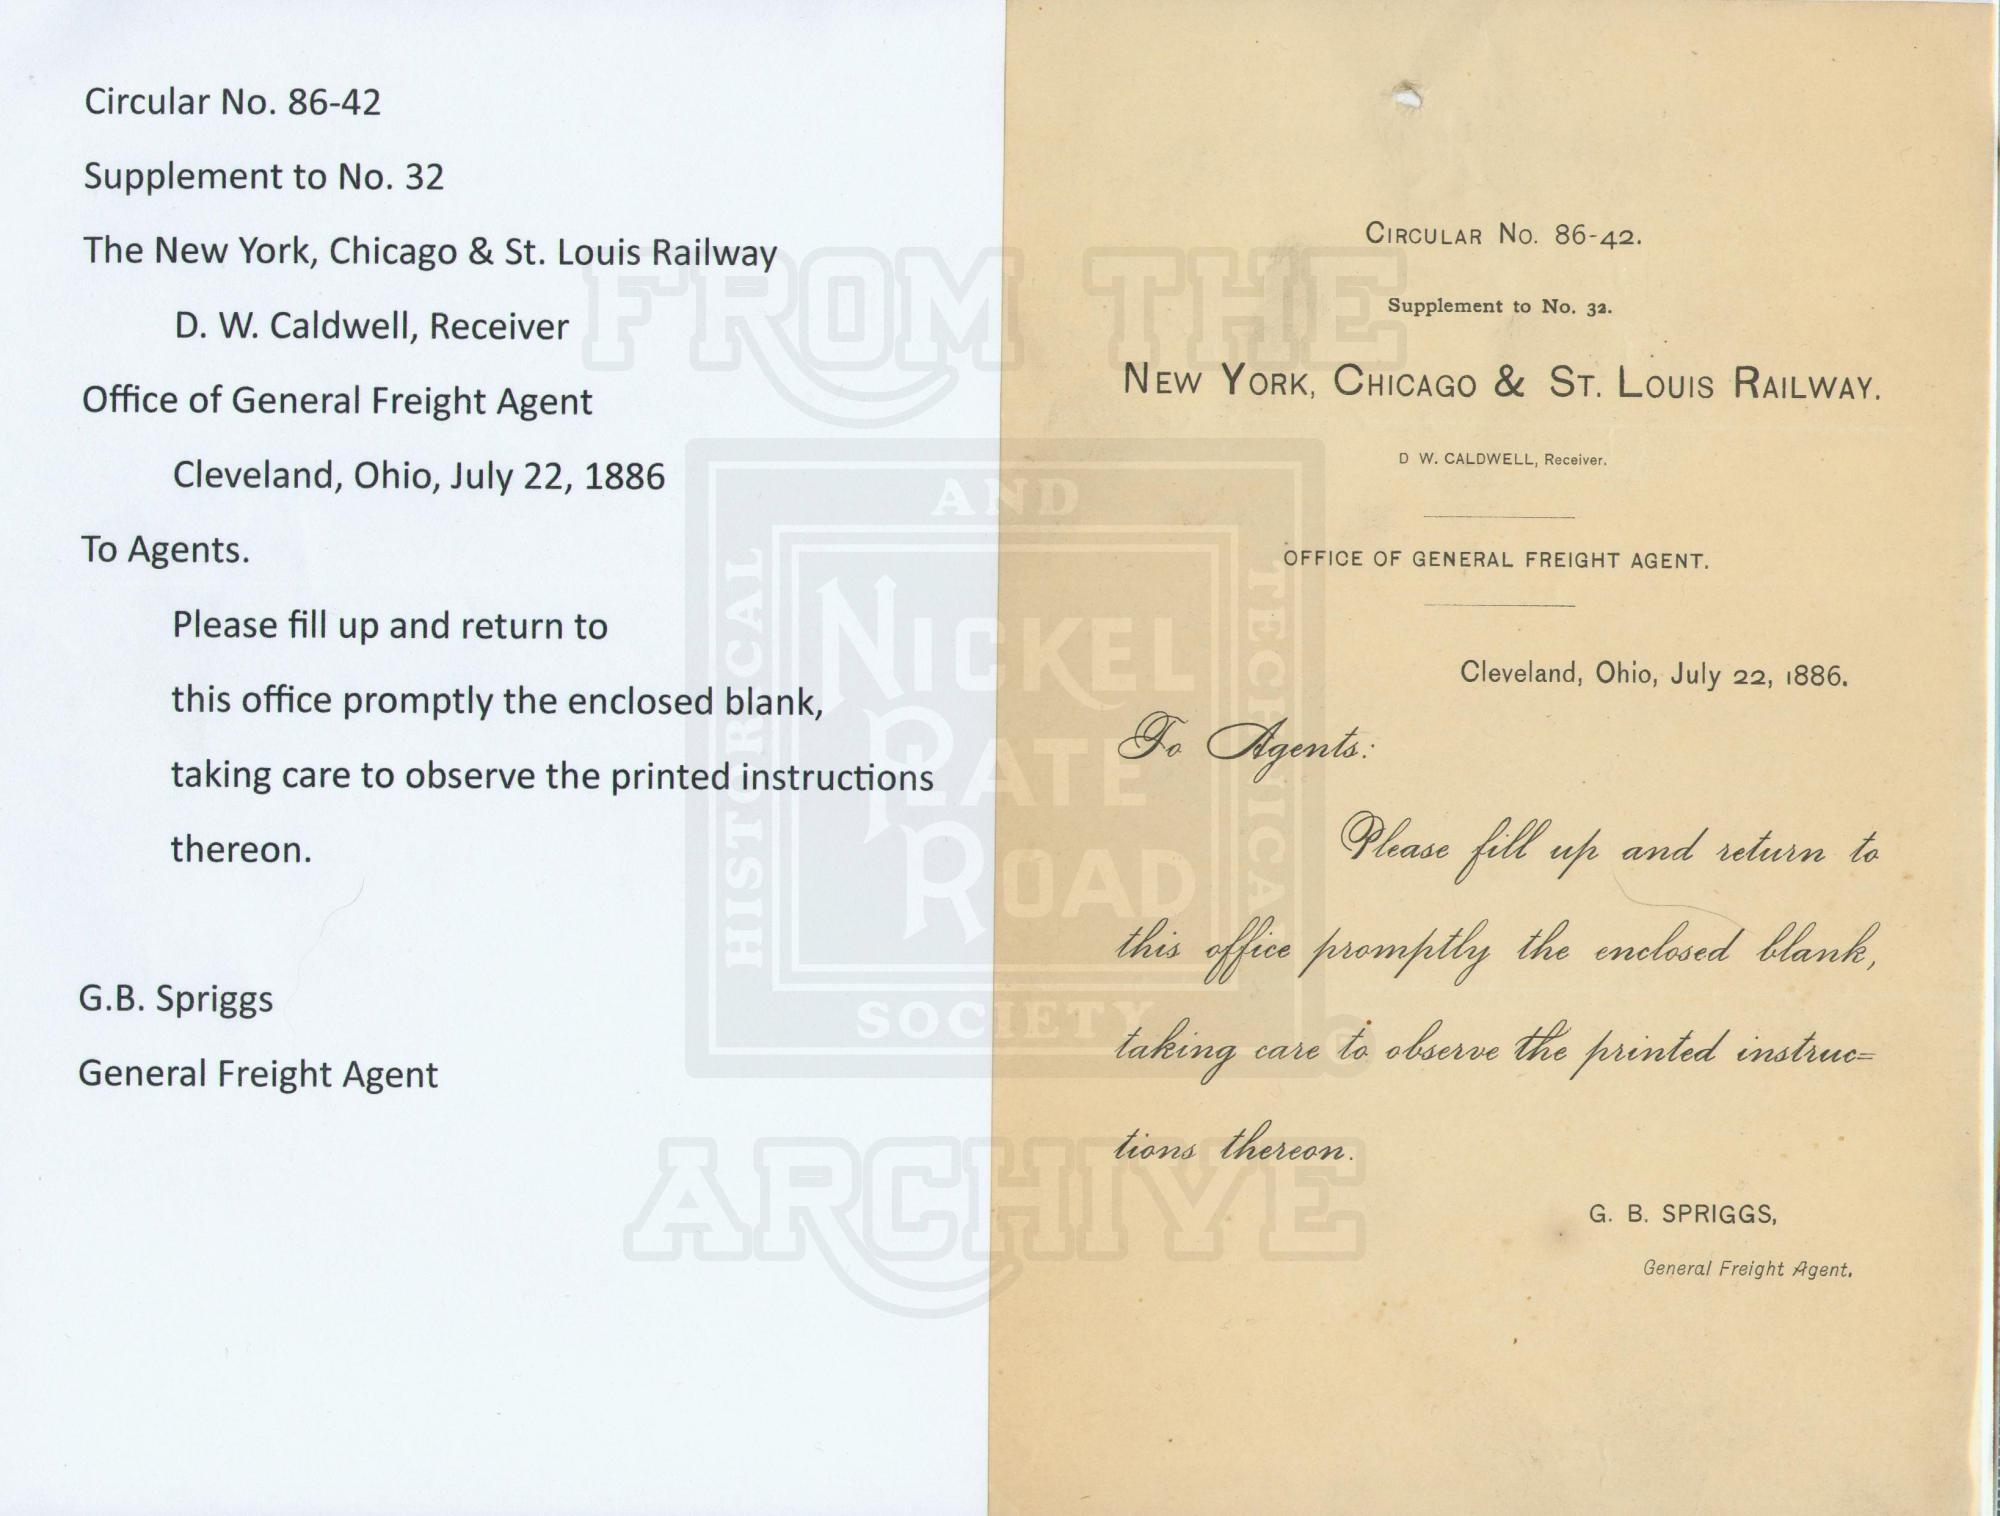 Circular No. 86-42
Supplement to No. 32
The New York, Chicago & St. Louis Railway
D. W. Caldwell, Receiver
Office of General Freight Agent
Cleveland, Ohio, July 22, 1886
To Agents.
Please fill up and return to
this office promptly the enclosed blank,
taking care to observe the printed instructions
thereon.
G.B. Spriggs
General Freight Agent
CIRCULAR NO. 86-42.
Supplement to No. 32.
NEW YORK, CHICAGO & ST. LOUIS RAILWAY.
D W. CALDWELL, Receiver.
OFFICE OF GENERAL FREIGHT AGENT.
Cleveland, Ohio, July 22, 1886.
To Agents:
Please fill up and return to
this office promptly the enclosed blank,
taking care to observe the printed instruc=
tions thereon.
G. B. SPRIGGS,
General Freight Agent.
FROM THE
NICKEL
PLATE
ROAD
HISTORICAL
AND
TECHNICAL
SOCIETY
ARCHIVE